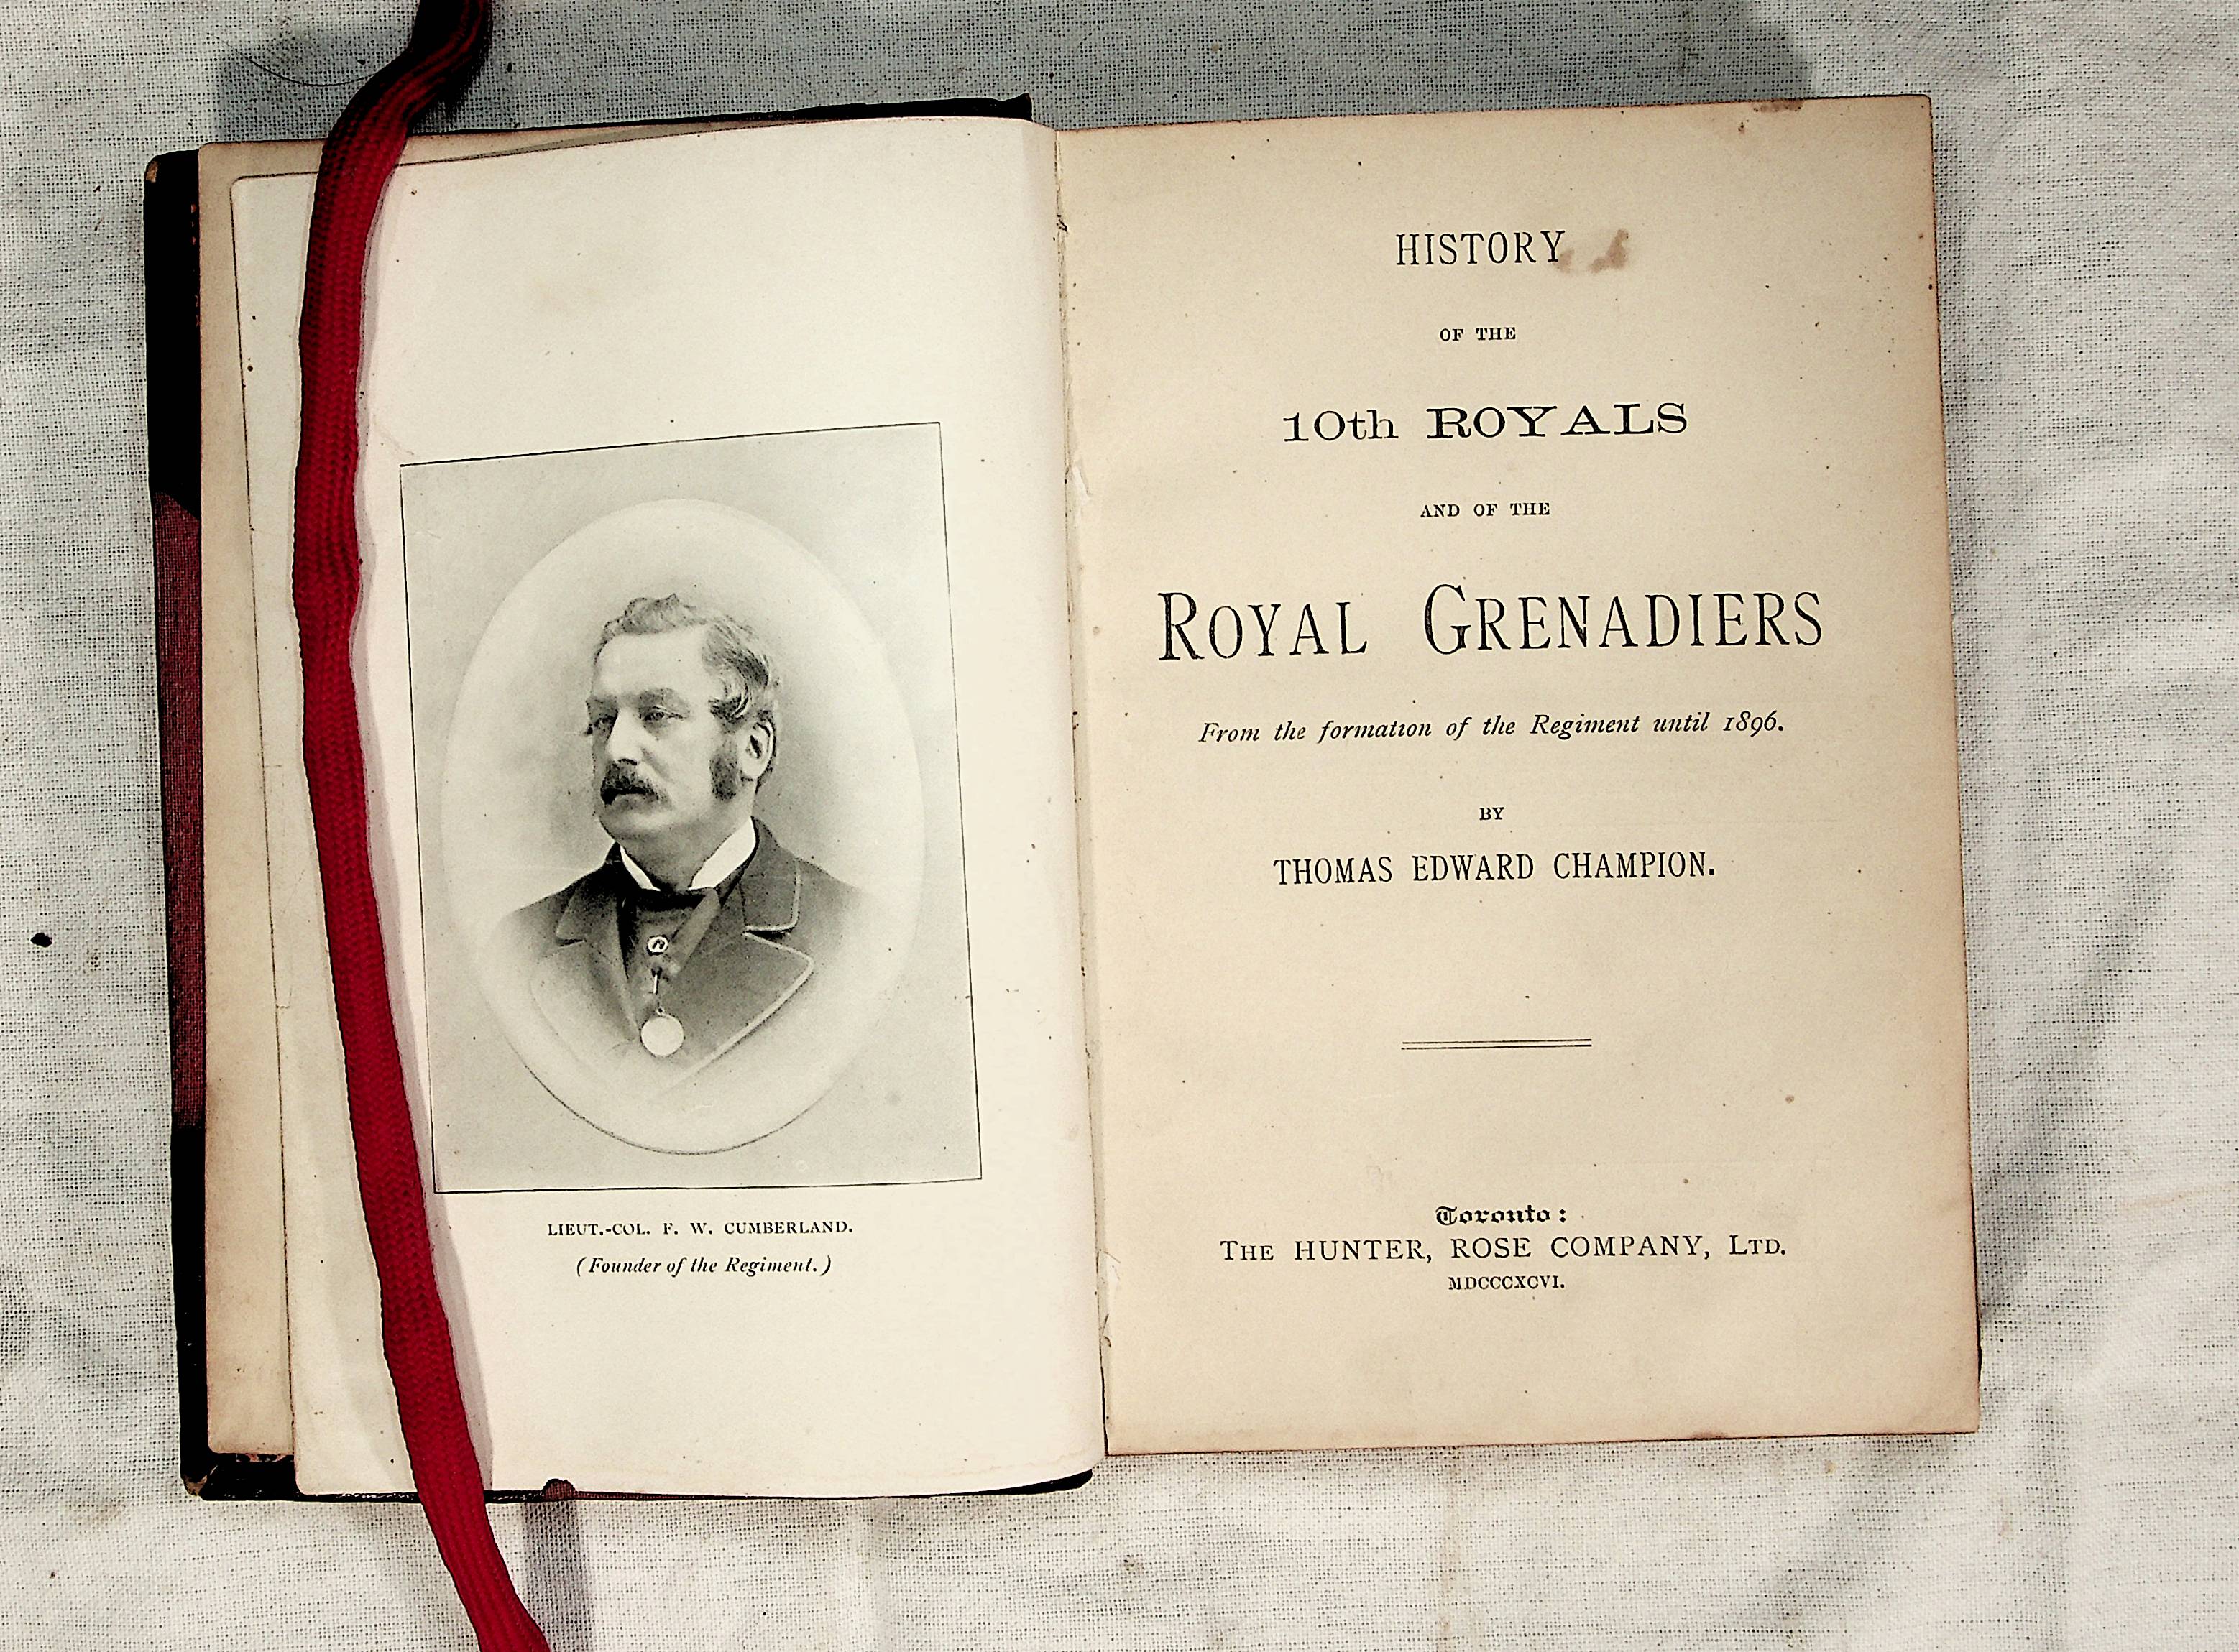 LIEUT.-COL. F. W. CUMBERLAND.
(Founder of the Regiment.)
HISTORY
OF THE
10th ROYALS
AND OF THE
ROYAL GRENADIERS
From the formation of the Regiment until 1896.
BY
THOMAS EDWARD CHAMPION.
Toronto:
THE HUNTER, ROSE COMPANY, LTD.
MDCCCXCVI.